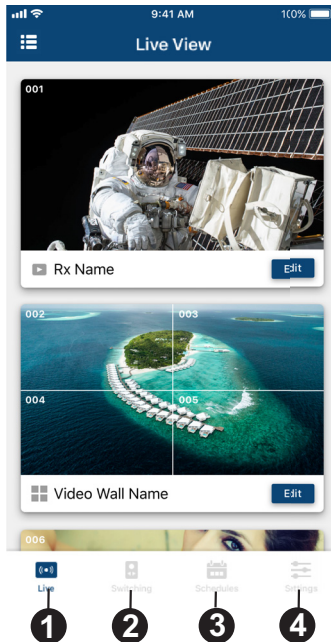 9:41 AM 100%
Live View
001
Rx Name Edit
002 003
004 005
Video Wall Name Edit
006
Live Switching Schedules Settings
1 2 3 4